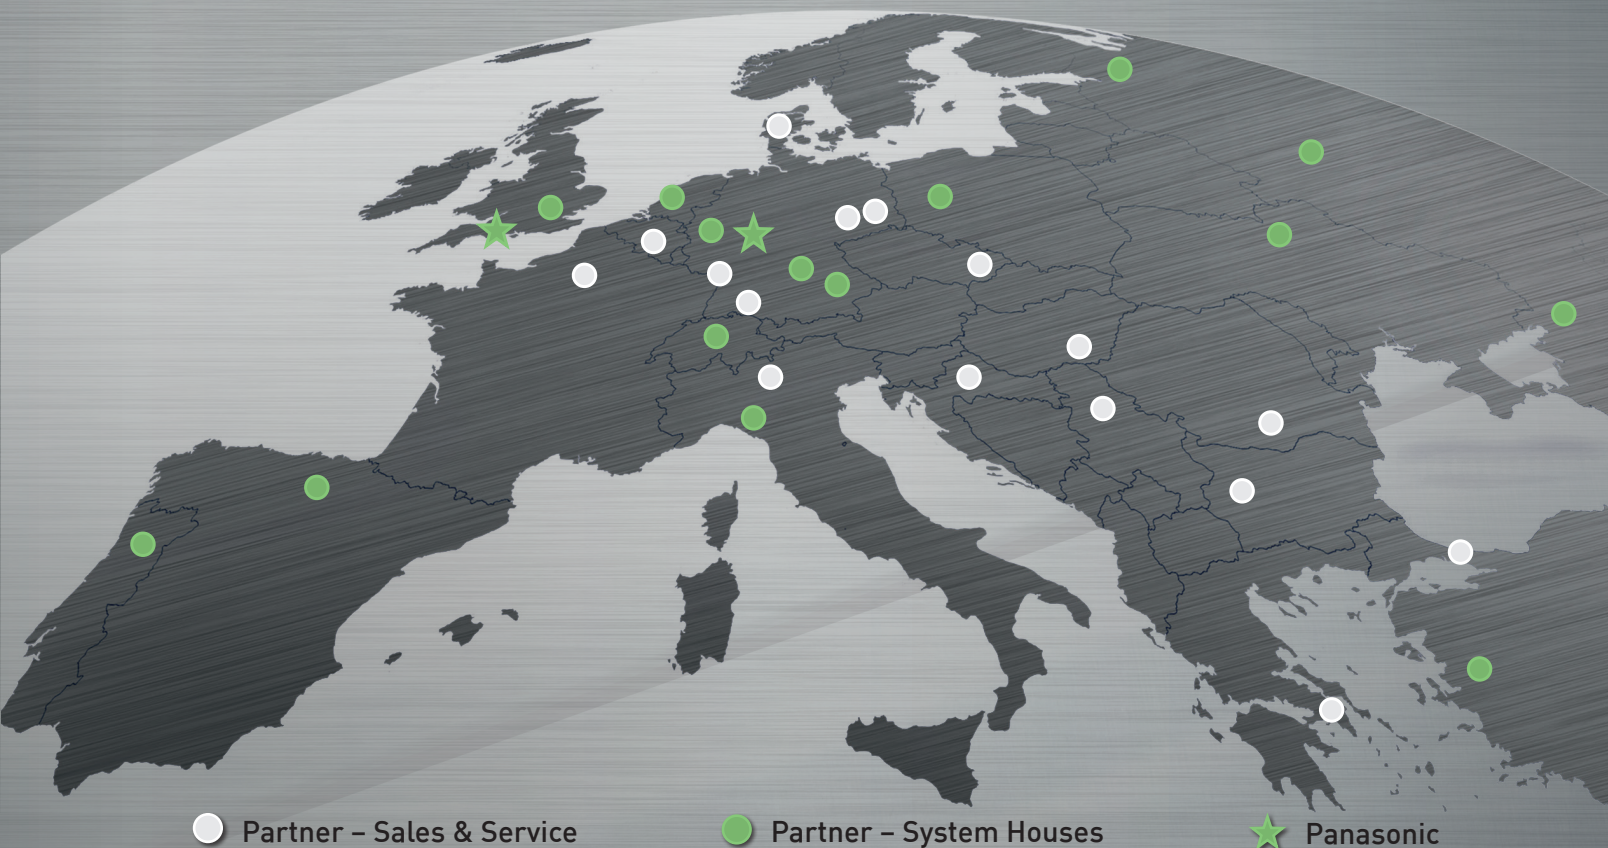 Partner – Sales & Service
Partner – System Houses
Panasonic